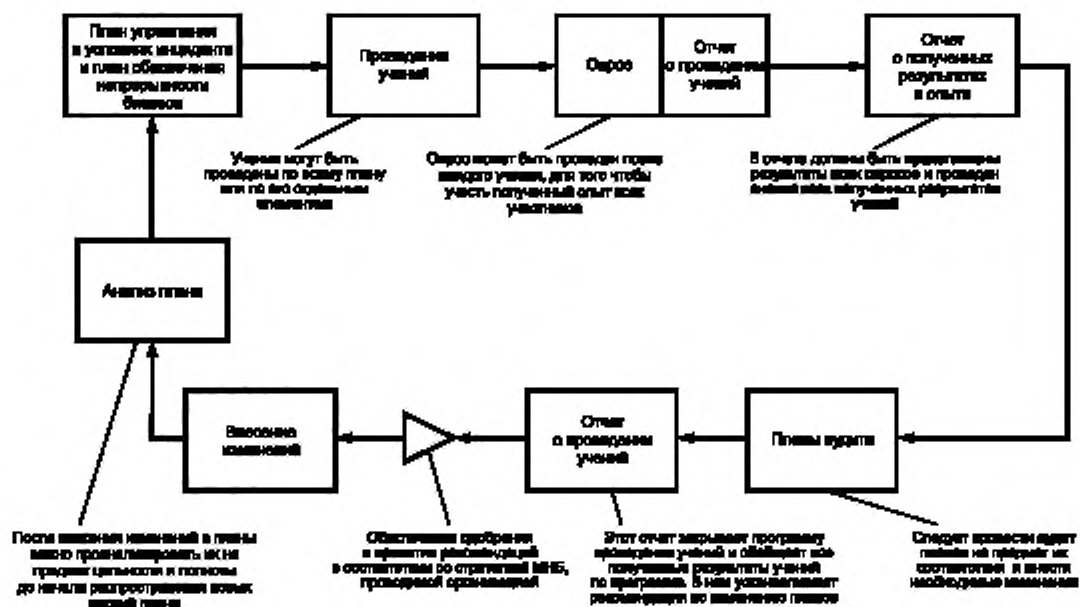 План управления
в условиях инцидента
и план обеспечения
непрерывности
бизнеса
Проведение
учений
Опрос
Отчет
о проведении
учений
Отчет
о полученных
результатах
и опыте
Учения могут быть
проведены по всему плану
или по его отдельным
элементам
Опрос может быть проведен после
каждого учения, для того чтобы
учесть полученный опыт всех
участников
В отчете должны быть представлены
результаты всех опросов и проведен
анализ всех полученных результатов
учений
Анализ плана
Внесение
изменений
Отчет
о проведении
учений
Планы аудита
После внесения изменений в планы
важно проанализировать их на
предмет цельности и полноты
до начала распространения новых
версий плана
Обеспечение одобрения
и принятия рекомендаций
в соответствии со стратегией МНБ,
проводимой организацией
Этот отчет закрывает программу
проведения учений и обобщает все
полученные результаты учений
по программе. В нем устанавливают
рекомендации по изменению планов
Следует провести аудит
планов на предмет их
состояния и внести
необходимые изменения